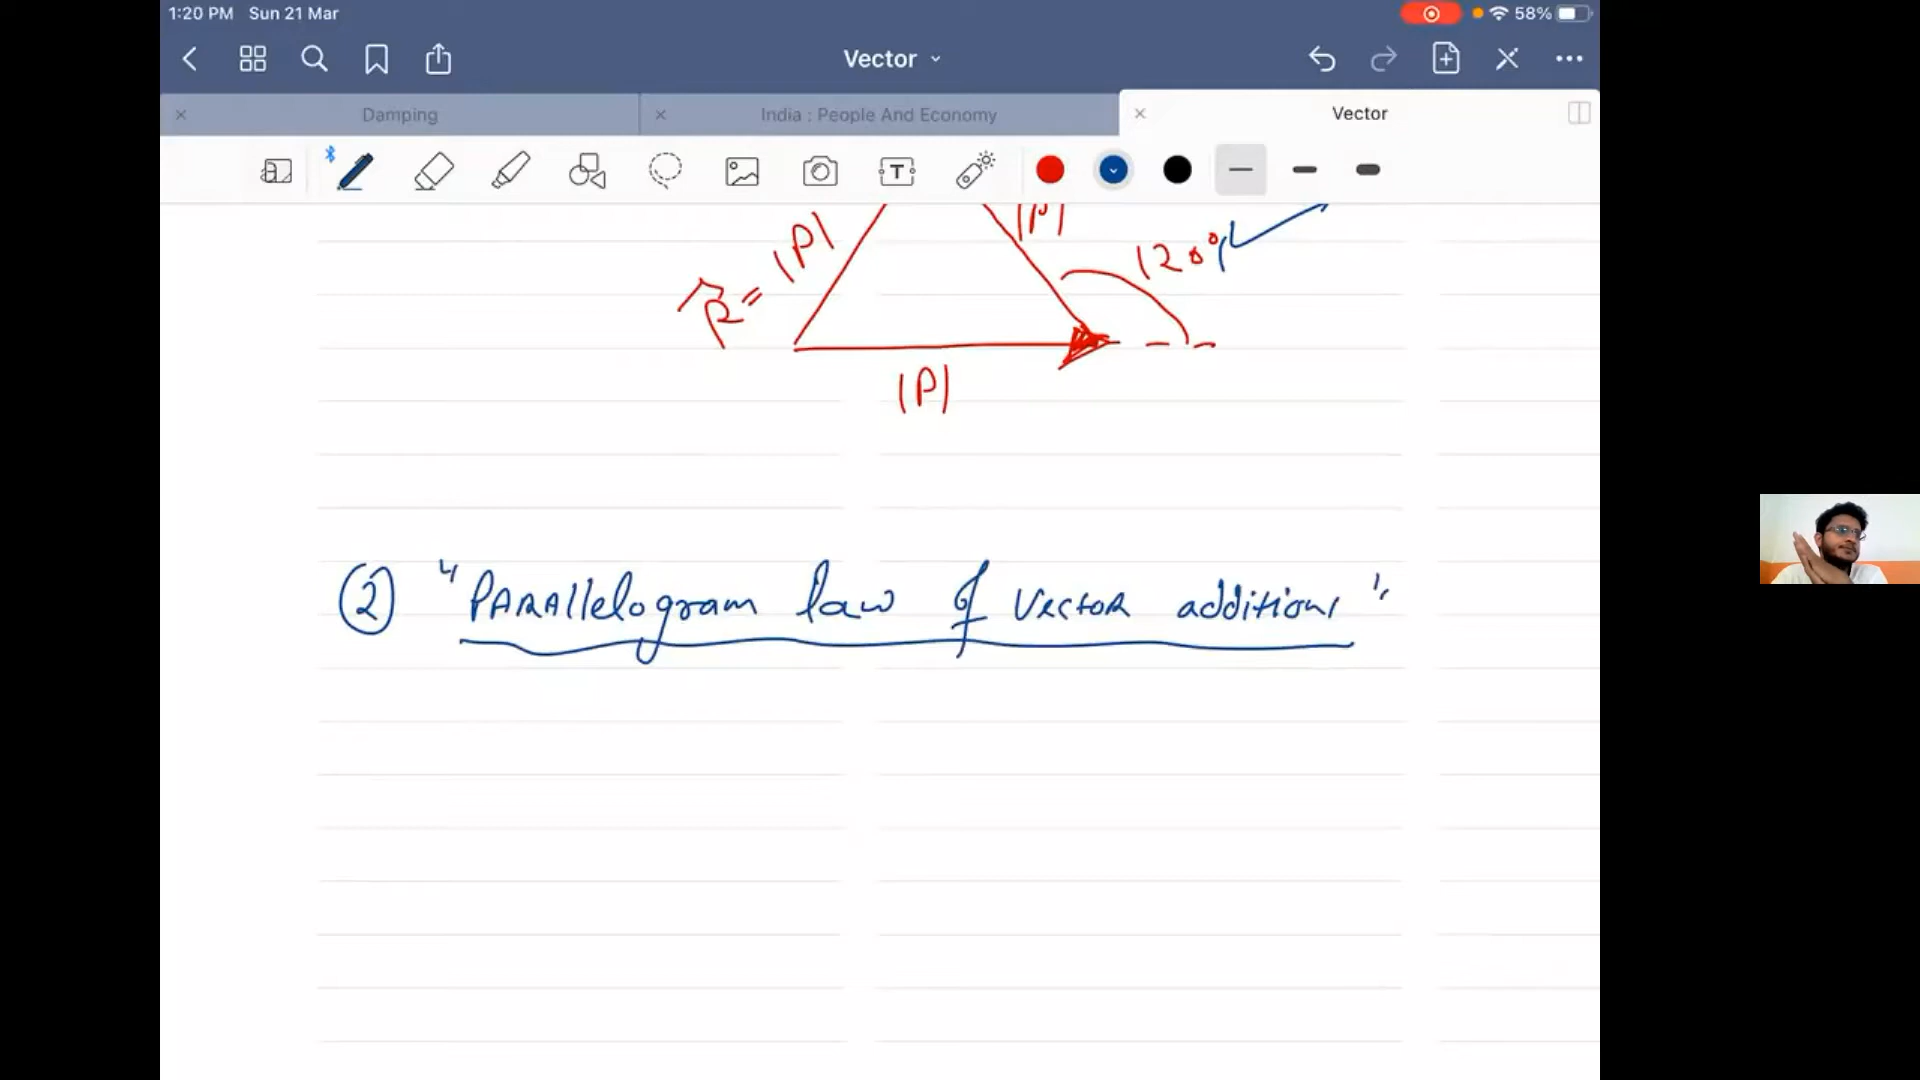 1:20 PM Sun 21 Mar
58%
Vector
Damping
India : People And Economy
Vector
T
|P|
|P|
120°
R = |P|
|P|
(2) "Parallelogram law of vector addition"